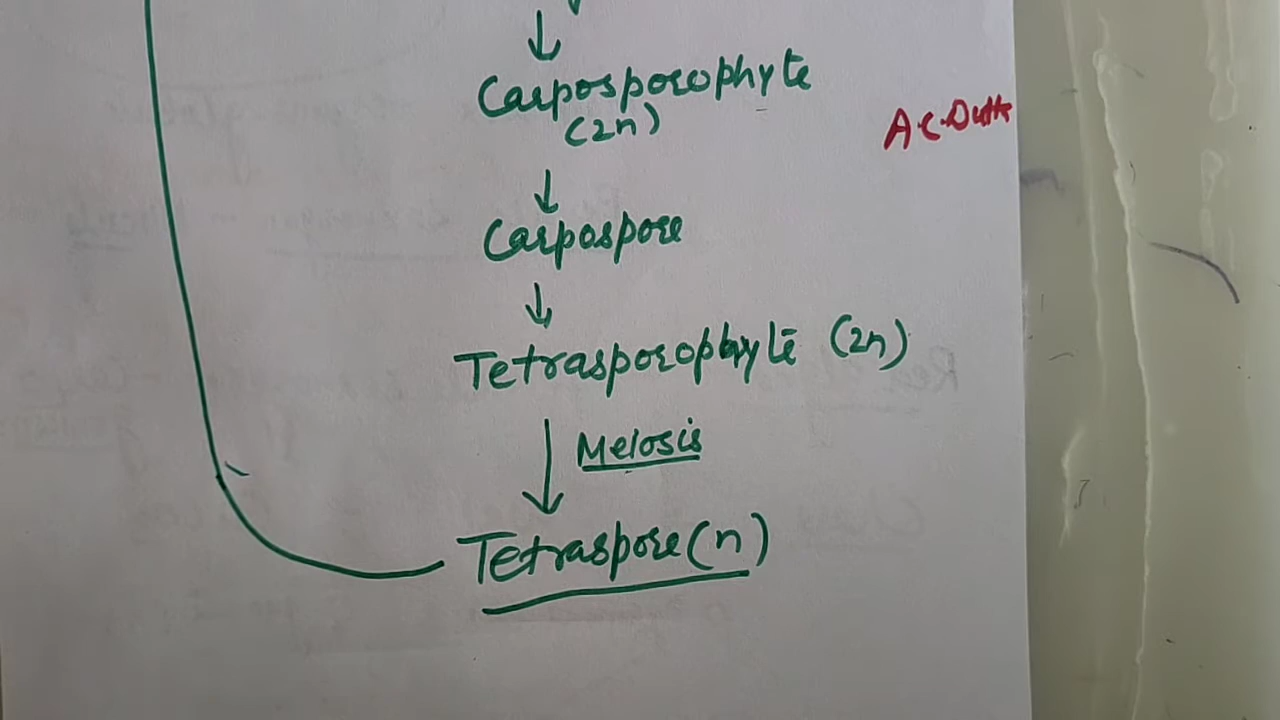 ↓
Carposporophyte
(2n)
A C Dutta
↓
Carpospore
↓
Tetrasporophyte (2n)
↓ Meiosis
Tetraspore (n)